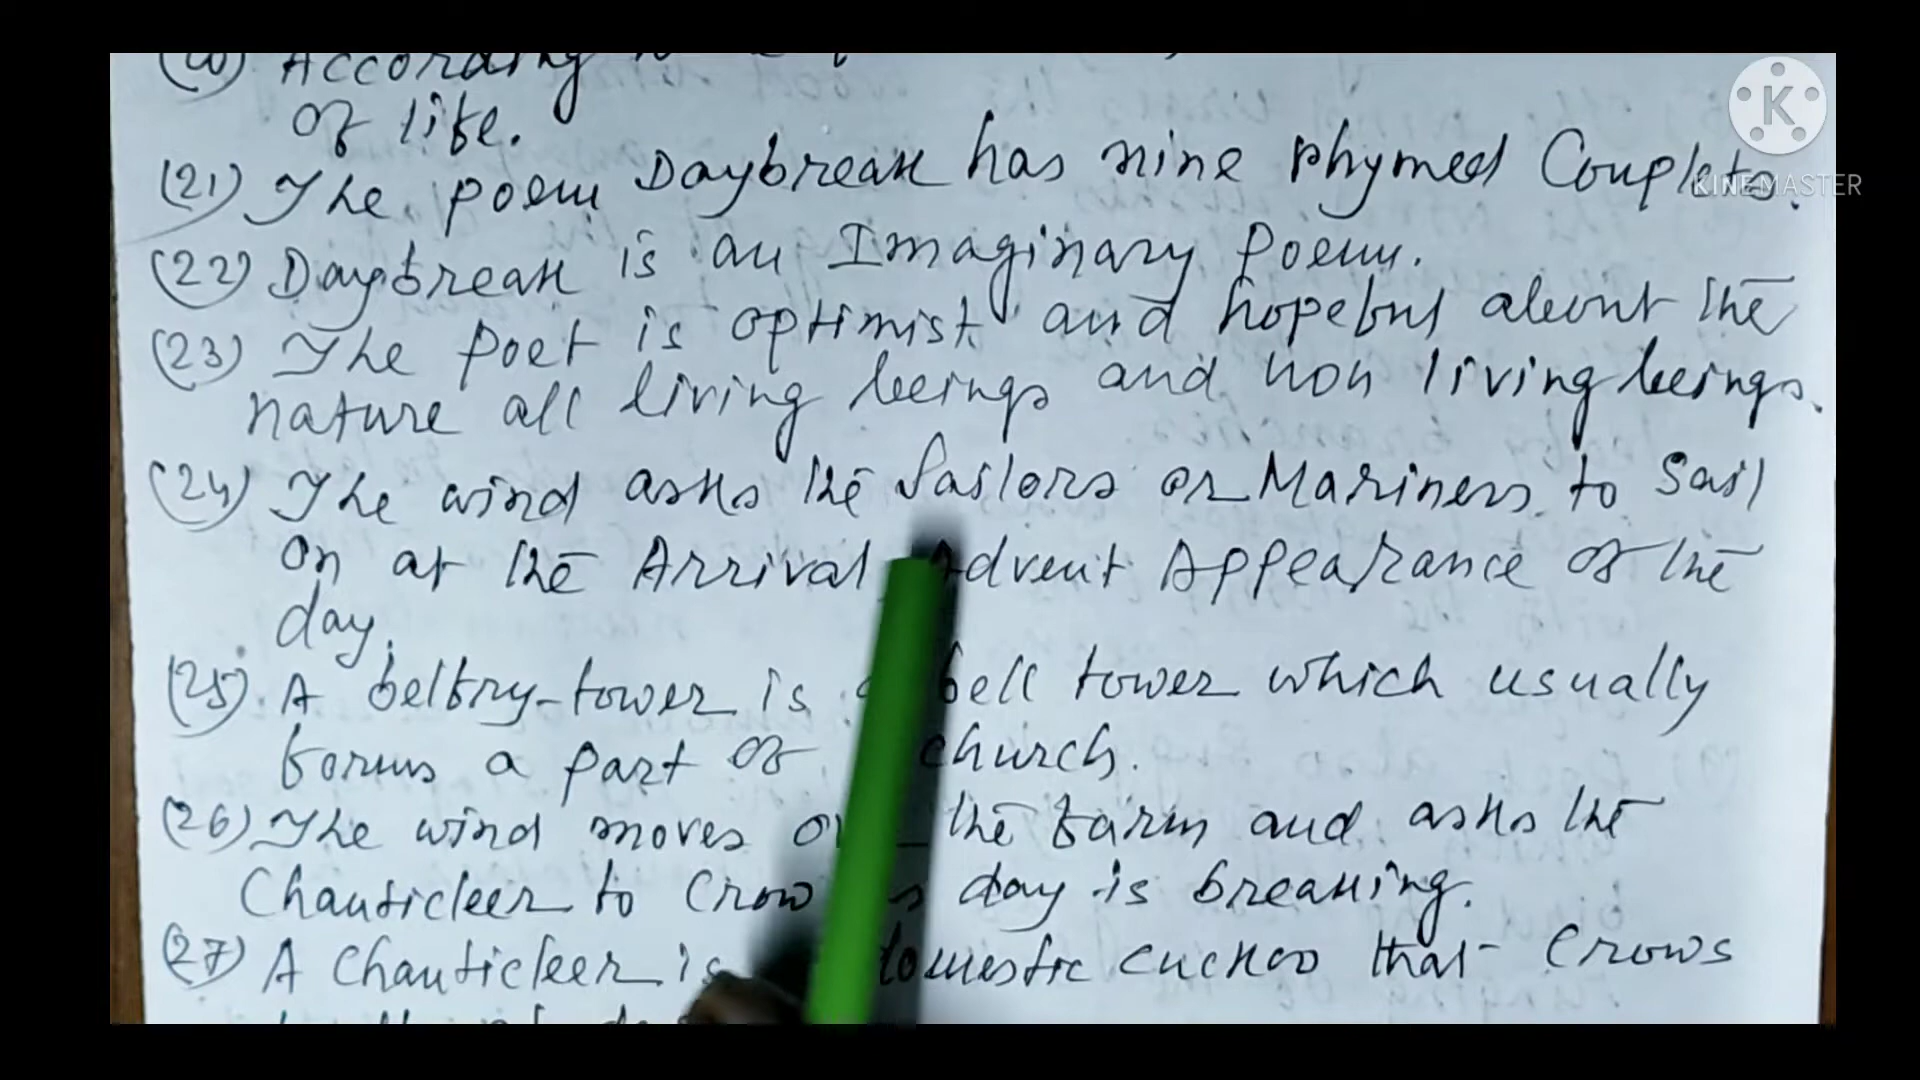 (20) According
of life.
(21) The poem Daybreak has nine Rhymed Couplets.
(22) Daybreak is an Imaginary Poem.
(23) The Poet is optimist and hopeful about the
nature all living beings and non living beings.
(24) The wind asks the Sailors or Mariners to Sail
on at the Arrival, Advent Appearance of the
day.
(25). A belfry-tower is a bell tower which usually
forms a part of church.
(26) The wind moves the farm and asks the
Chanticleer to Crow day is breaking.
(27) A Chanticleer is domestic cuckoo that crows
K
KINEMASTER